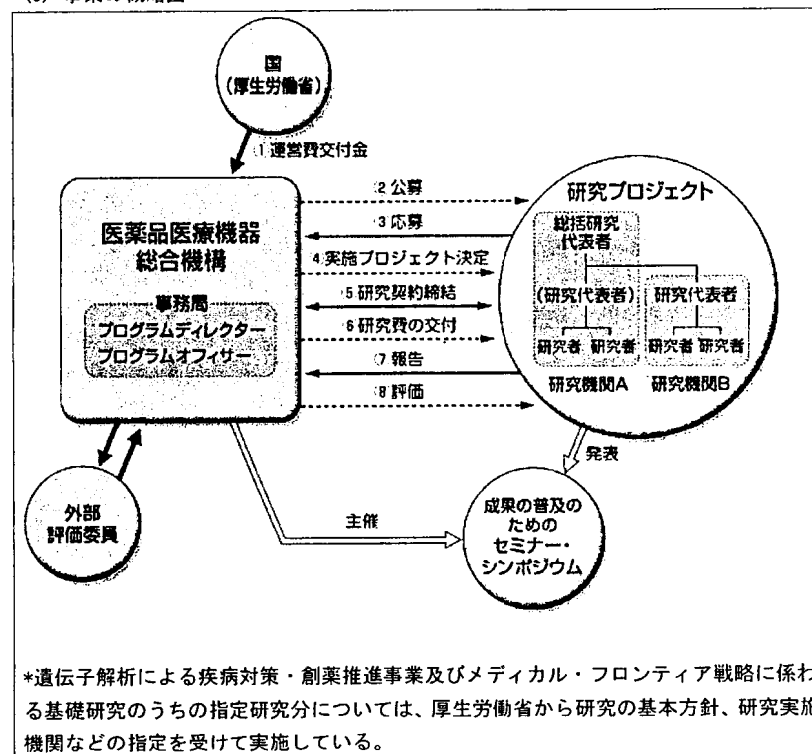 国
(厚生労働省)
(1)運営費交付金
医薬品医療機器
総合機構
事務局
プログラムディレクター
プログラムオフィサー
(2 公募
(3 応募
(4 実施プロジェクト決定
(5 研究契約締結
(6 研究費の交付
(7 報告
(8 評価
研究プロジェクト
総括研究
代表者
(研究代表者)
研究代表者
研究者 研究者
研究者 研究者
研究機関A
研究機関B
外部
評価委員
主催
発表
成果の普及の
ための
セミナー・
シンポジウム
*遺伝子解析による疾病対策・創薬推進事業及びメディカル・フロンティア戦略に係わ
る基礎研究のうちの指定研究分については、厚生労働省から研究の基本方針、研究実施
機関などの指定を受けて実施している。